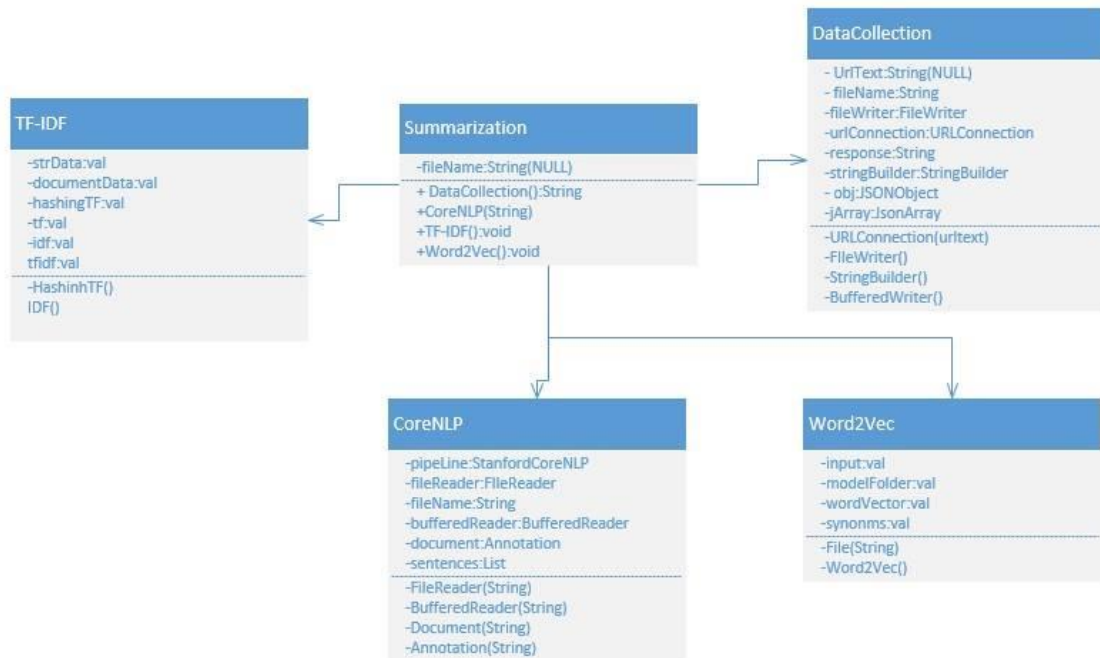 DataCollection
- UrlText:String(NULL)
- fileName:String
-fileWriter:FileWriter
-urlConnection:URLConnection
-response:String
-stringBuilder:StringBuilder
- obj:JSONObject
-jArray:JsonArray
-URLConnection(urltext)
-FIleWriter()
-StringBuilder()
-BufferedWriter()
TF-IDF
-strData:val
-documentData:val
-hashingTF:val
-tf:val
-idf:val
tfidf:val
-HashinhTF()
IDF()
Summarization
-fileName:String(NULL)
+ DataCollection():String
+CoreNLP(String)
+TF-IDF():void
+Word2Vec():void
CoreNLP
-pipeLine:StanfordCoreNLP
-fileReader:FIleReader
-fileName:String
-bufferedReader:BufferedReader
-document:Annotation
-sentences:List
-FileReader(String)
-BufferedReader(String)
-Document(String)
-Annotation(String)
Word2Vec
-input:val
-modelFolder:val
-wordVector:val
-synonms:val
-File(String)
-Word2Vec()